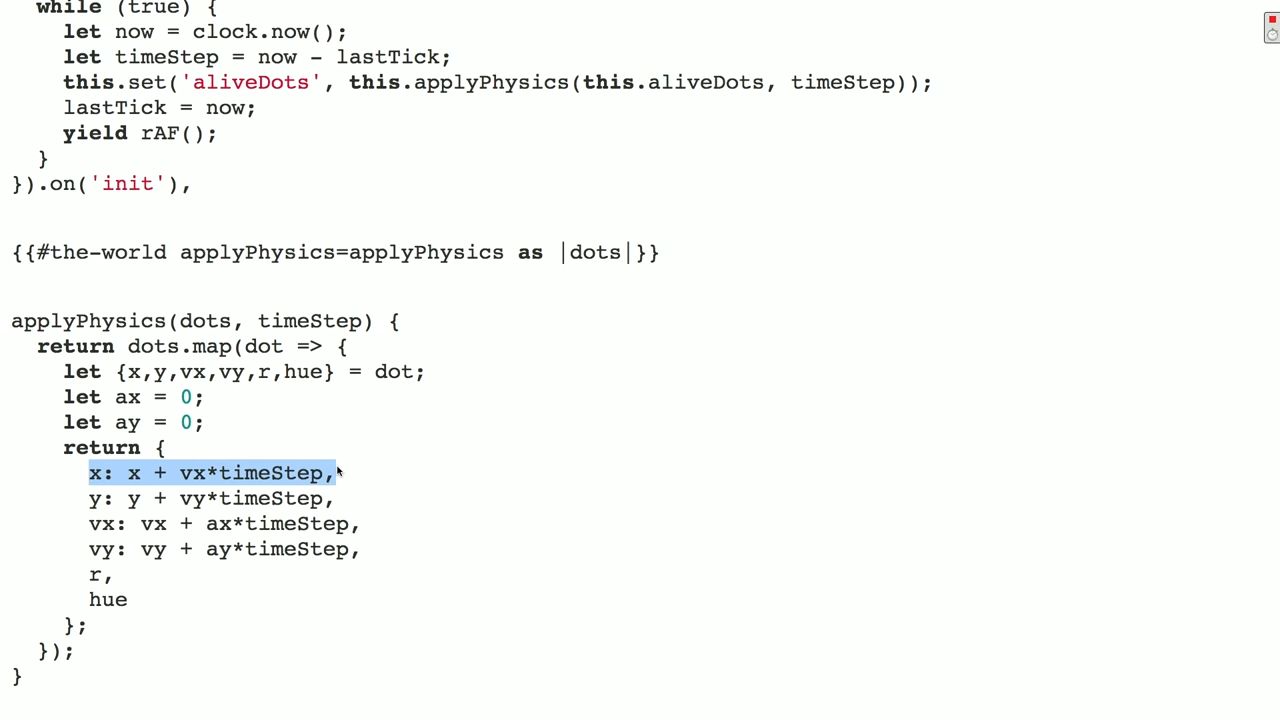 while (true) {
let now = clock.now();
let timeStep = now - lastTick;
this.set('aliveDots', this.applyPhysics(this.aliveDots, timeStep));
lastTick = now;
yield rAF();
}
}).on('init'),
{{#the-world applyPhysics=applyPhysics as |dots|}}
applyPhysics(dots, timeStep) {
return dots.map(dot => {
let {x,y,vx,vy,r,hue} = dot;
let ax = 0;
let ay = 0;
return {
x: x + vx*timeStep,
y: y + vy*timeStep,
vx: vx + ax*timeStep,
vy: vy + ay*timeStep,
r,
hue
};
});
}